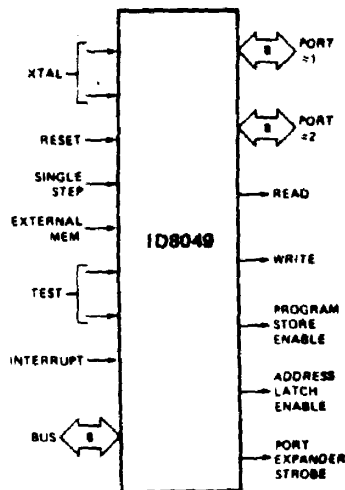 XTAL
RESET
SINGLE
STEP
EXTERNAL
MEM
TEST
INTERRUPT
BUS
8
ID8049
8
PORT
#1
8
PORT
#2
READ
WRITE
PROGRAM
STORE
ENABLE
ADDRESS
LATCH
ENABLE
PORT
EXPANDER
STROBE